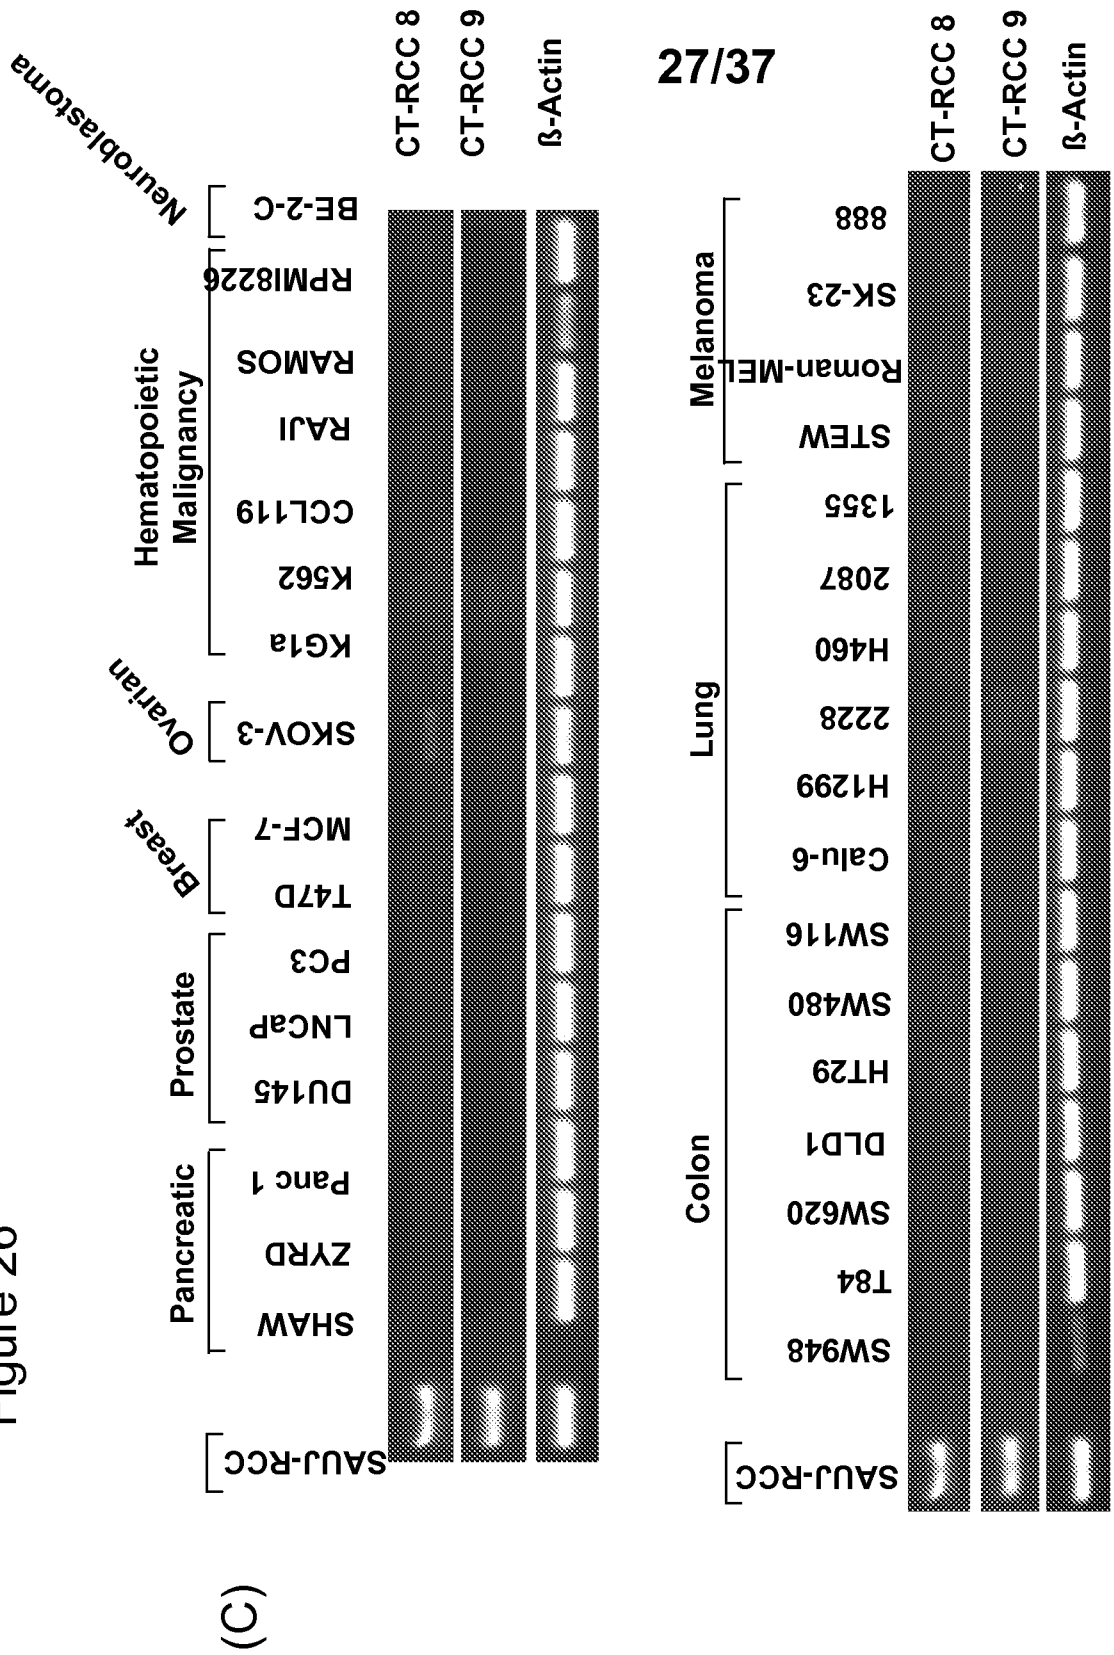 Figure 26
(C)
Pancreatic
Prostate
Breast
Ovarian
Hematopoietic
Malignancy
Neuroblastoma
SAUJ-RCC
SHAW
ZYRD
Panc 1
DU145
LNCaP
PC3
T47D
MCF-7
SKOV-3
KG1a
K562
CCL119
RAJI
RAMOS
RPMI8226
BE-2-C
CT-RCC 8
CT-RCC 9
ß-Actin
27/37
Colon
Lung
Melanoma
SAUJ-RCC
SW948
T84
SW620
DLD1
HT29
SW480
SW116
Calu-6
H1299
2228
H460
2087
1355
STEW
Roman-MEL
SK-23
888
CT-RCC 8
CT-RCC 9
ß-Actin